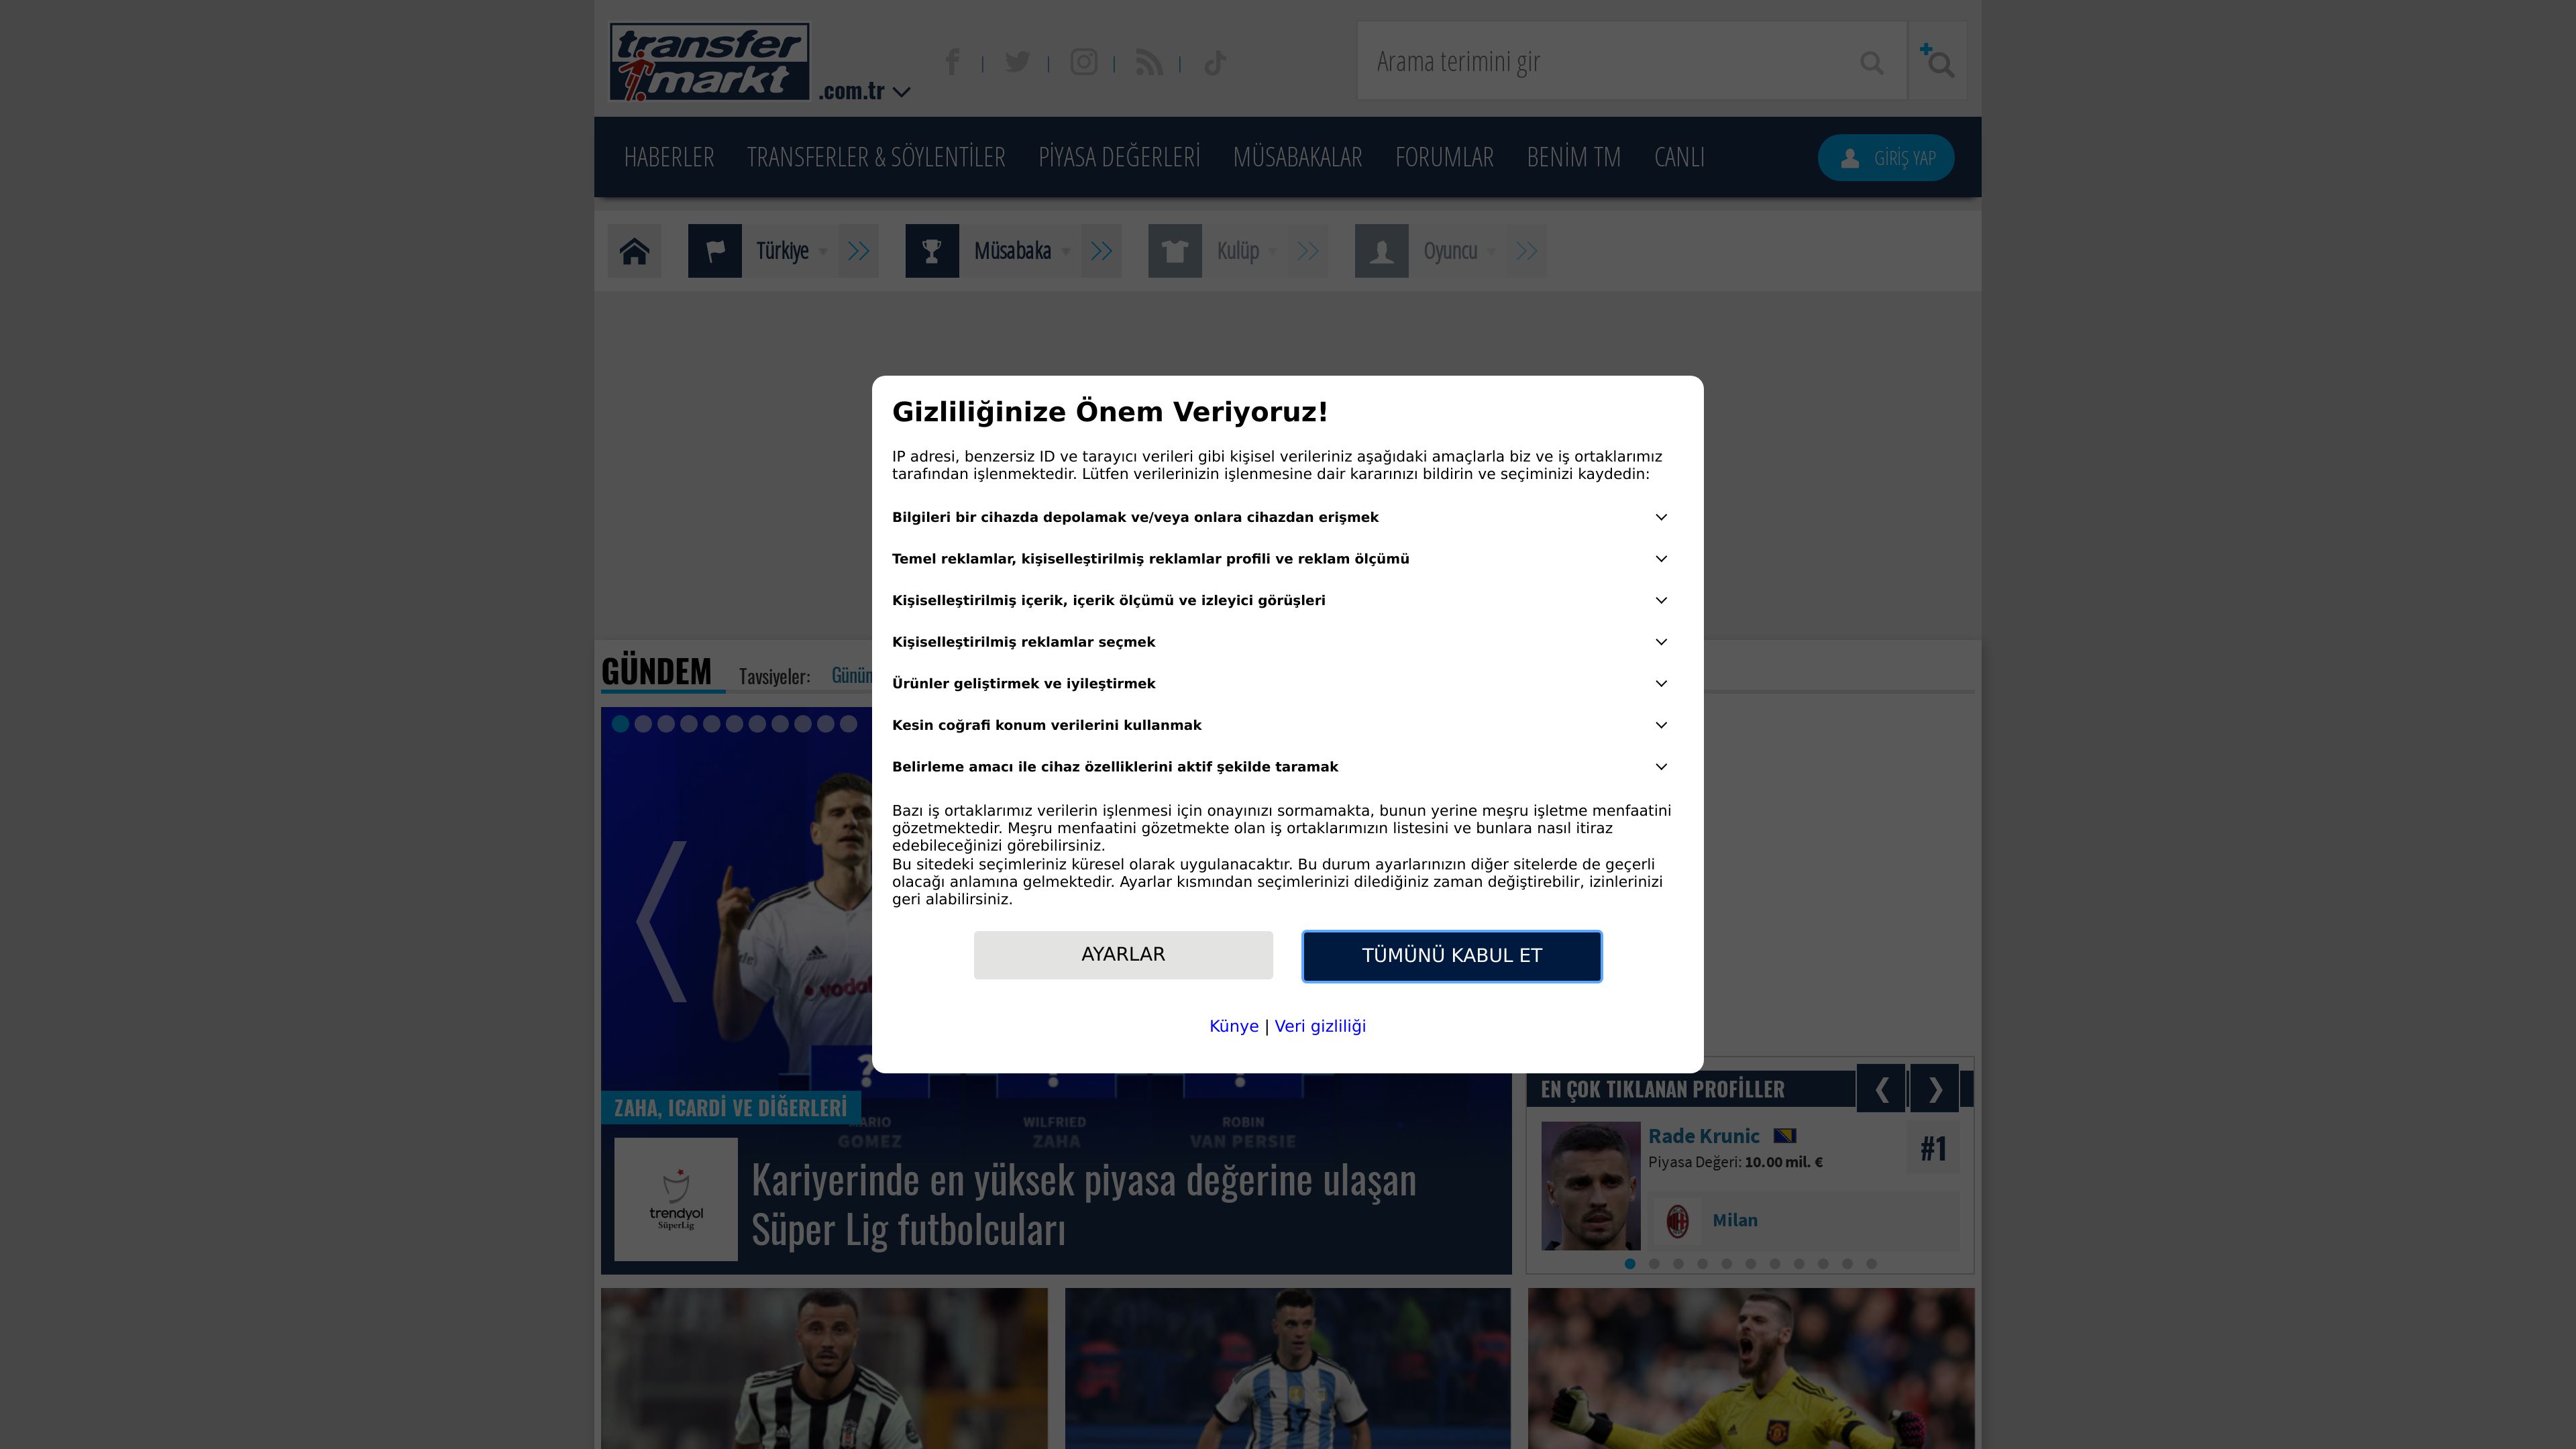 transfer
markt
.com.tr
Arama terimini gir
HABERLER TRANSFERLER & SÖYLENTİLER PİYASA DEĞERLERİ MÜSABAKALAR FORUMLAR BENİM TM CANLI GİRİŞ YAP
Türkiye Müsabaka Kulüp Oyuncu
Gizliliğinize Önem Veriyoruz!
IP adresi, benzersiz ID ve tarayıcı verileri gibi kişisel verileriniz aşağıdaki amaçlarla biz ve iş ortaklarımız
tarafından işlenmektedir. Lütfen verilerinizin işlenmesine dair kararınızı bildirin ve seçiminizi kaydedin:
Bilgileri bir cihazda depolamak ve/veya onlara cihazdan erişmek
Temel reklamlar, kişiselleştirilmiş reklamlar profili ve reklam ölçümü
Kişiselleştirilmiş içerik, içerik ölçümü ve izleyici görüşleri
Kişiselleştirilmiş reklamlar seçmek
Ürünler geliştirmek ve iyileştirmek
Kesin coğrafi konum verilerini kullanmak
Belirleme amacı ile cihaz özelliklerini aktif şekilde taramak
Bazı iş ortaklarımız verilerin işlenmesi için onayınızı sormamakta, bunun yerine meşru işletme menfaatini
gözetmektedir. Meşru menfaatini gözetmekte olan iş ortaklarımızın listesini ve bunlara nasıl itiraz
edebileceğinizi görebilirsiniz.
Bu sitedeki seçimleriniz küresel olarak uygulanacaktır. Bu durum ayarlarınızın diğer sitelerde de geçerli
olacağı anlamına gelmektedir. Ayarlar kısmından seçimlerinizi dilediğiniz zaman değiştirebilir, izinlerinizi
geri alabilirsiniz.
AYARLAR TÜMÜNÜ KABUL ET
Künye | Veri gizliliği
GÜNDEM Tavsiyeler:
ZAHA, ICARDİ VE DİĞERLERİ
WILFRIED
ZAHA
ROBIN
VAN PERSIE
GOMEZ
trendyol
SüperLig
Kariyerinde en yüksek piyasa değerine ulaşan
Süper Lig futbolcuları
EN ÇOK TIKLANAN PROFİLLER
Rade Krunic #1
Piyasa Değeri: 10.00 mil. €
Milan
17